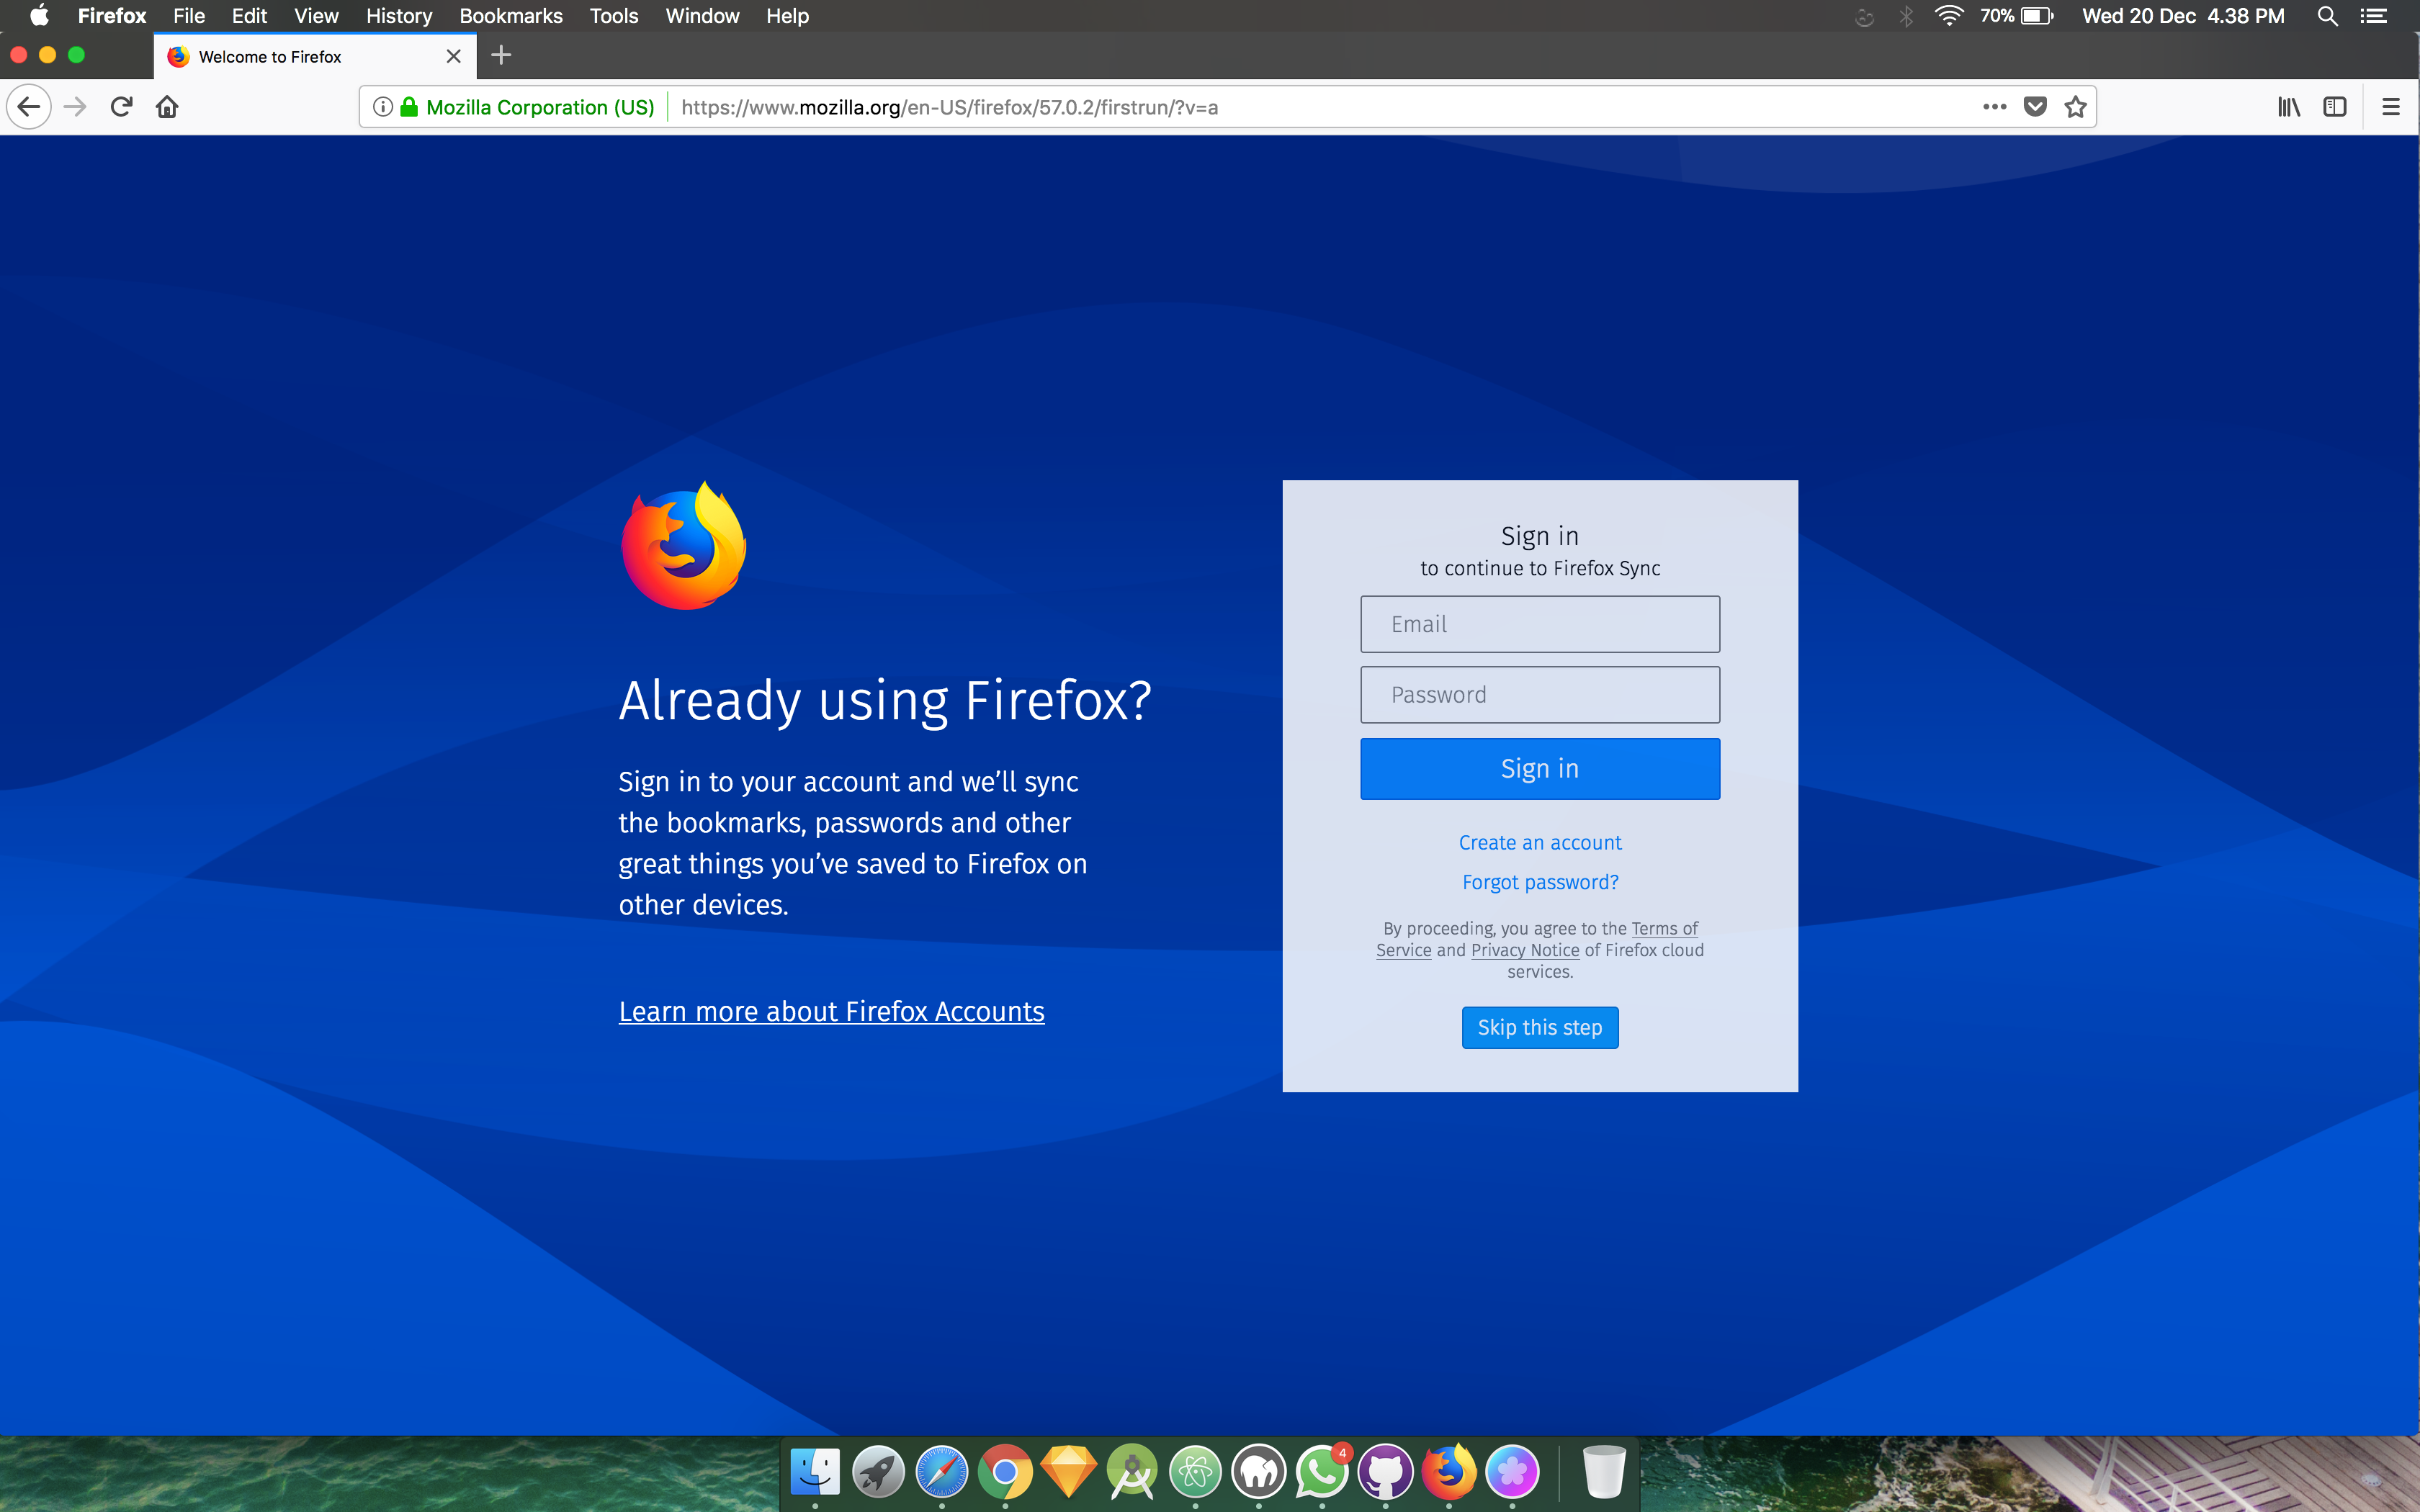 Firefox File Edit View History Bookmarks Tools Window Help 70% Wed 20 Dec 4.38 PM
Welcome to Firefox
Mozilla Corporation (US) https://www.mozilla.org/en-US/firefox/57.0.2/firstrun/?v=a
Already using Firefox?
Sign in to your account and we’ll sync
the bookmarks, passwords and other
great things you’ve saved to Firefox on
other devices.
Learn more about Firefox Accounts
Sign in
to continue to Firefox Sync
Email
Password
Sign in
Create an account
Forgot password?
By proceeding, you agree to the Terms of
Service and Privacy Notice of Firefox cloud
services.
Skip this step
4